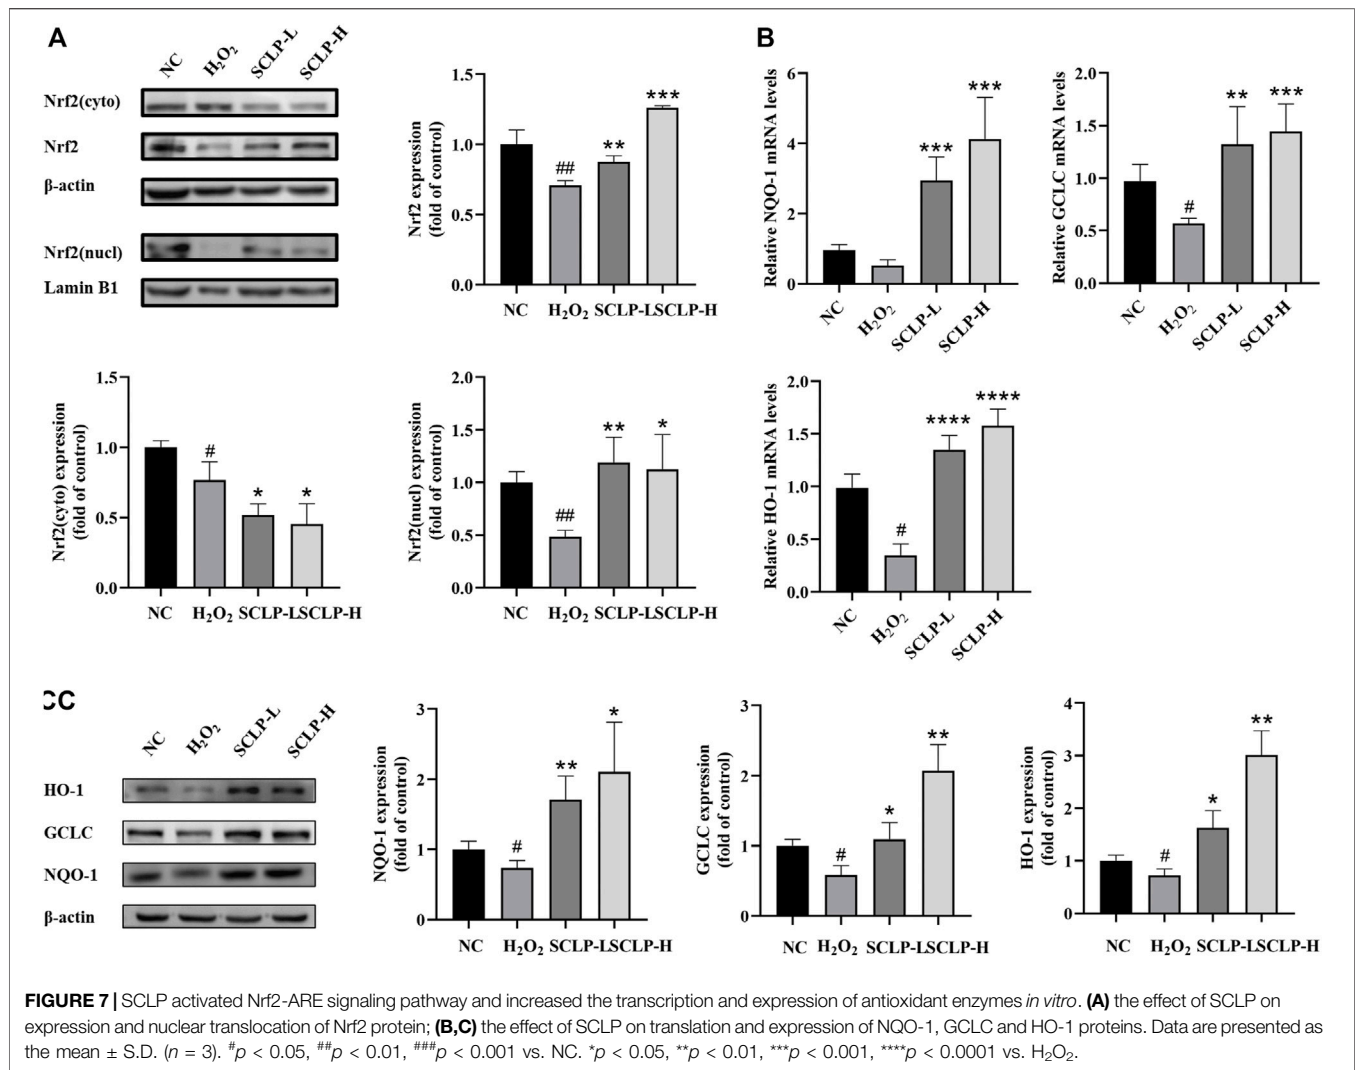 A
NC H₂O₂ SCLP-L SCLP-H
Nrf2(cyto)
Nrf2
β-actin
Nrf2(nucl)
Lamin B1
Nrf2 expression
(fold of control)
1.5
1.0
0.5
0.0
## ** ***
NC H₂O₂ SCLP-LSCLP-H
B
Relative NQO-1 mRNA levels
6
4
2
0
*** ***
NC H₂O₂ SCLP-L SCLP-H
Relative GCLC mRNA levels
2.0
1.5
1.0
0.5
0.0
# ** ***
NC H₂O₂ SCLP-L SCLP-H
Nrf2(cyto) expression
(fold of control)
1.5
1.0
0.5
0.0
# * *
NC H₂O₂ SCLP-LSCLP-H
Nrf2(nucl) expression
(fold of control)
2.0
1.5
1.0
0.5
0.0
## ** *
NC H₂O₂ SCLP-LSCLP-H
Relative HO-1 mRNA levels
2.0
1.5
1.0
0.5
0.0
# **** ****
NC H₂O₂ SCLP-L SCLP-H
CC
NC H₂O₂ SCLP-L SCLP-H
HO-1
GCLC
NQO-1
β-actin
NQO-1 expression
(fold of control)
3
2
1
0
# ** *
NC H₂O₂ SCLP-LSCLP-H
GCLC expression
(fold of control)
3
2
1
0
# * **
NC H₂O₂ SCLP-LSCLP-H
HO-1 expression
(fold of control)
4
3
2
1
0
# * **
NC H₂O₂ SCLP-LSCLP-H
FIGURE 7 | SCLP activated Nrf2-ARE signaling pathway and increased the transcription and expression of antioxidant enzymes in vitro. (A) the effect of SCLP on
expression and nuclear translocation of Nrf2 protein; (B,C) the effect of SCLP on translation and expression of NQO-1, GCLC and HO-1 proteins. Data are presented as
the mean ± S.D. (n = 3). #p < 0.05, ##p < 0.01, ###p < 0.001 vs. NC. *p < 0.05, **p < 0.01, ***p < 0.001, ****p < 0.0001 vs. H₂O₂.